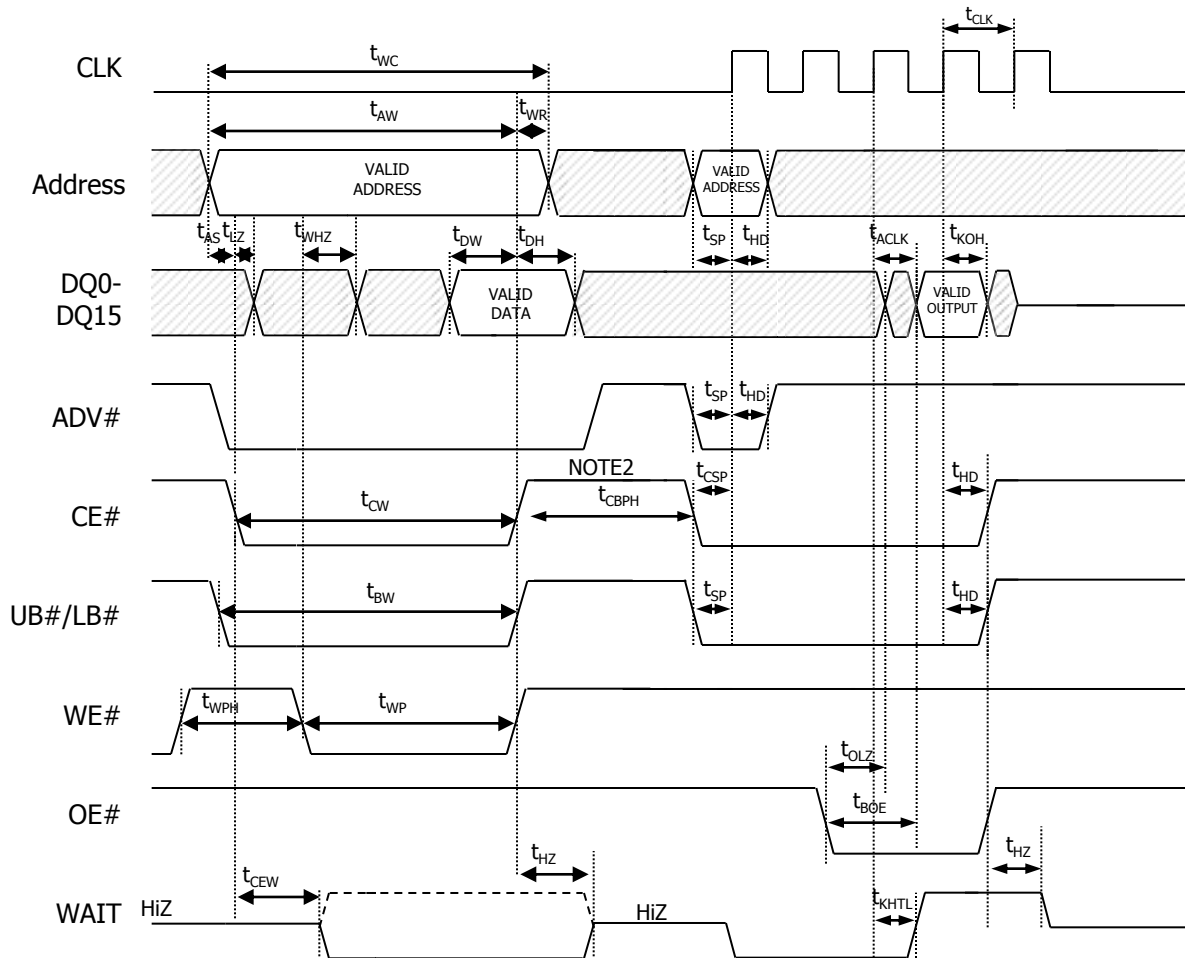 tCLK
CLK
tWC
tAW
tWR
Address
VALID
ADDRESS
VALID
ADDRESS
tAS
tLZ
tWHZ
tDW
tDH
tSP
tHD
tACLK
tKOH
DQ0-
DQ15
VALID
DATA
VALID
OUTPUT
ADV#
tSP
tHD
NOTE2
CE#
tCW
tCBPH
tCSP
tHD
UB#/LB#
tBW
tSP
tHD
WE#
tWPH
tWP
OE#
tOLZ
tBOE
tCEW
tHZ
tHZ
WAIT
HiZ
HiZ
tKHTL